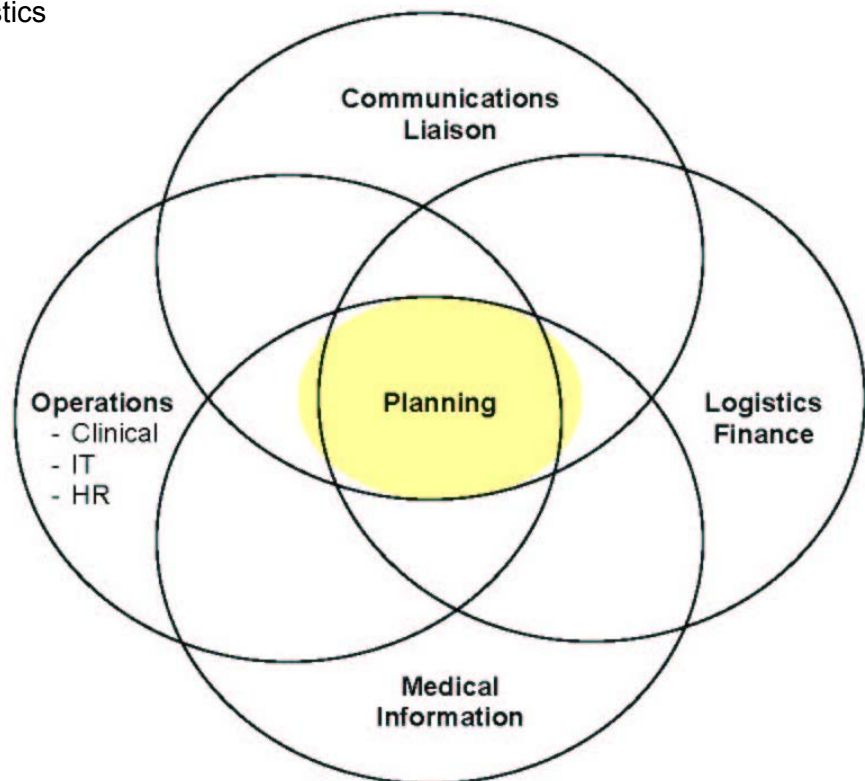 stics
Communications
Liaison
Operations
- Clinical
- IT
- HR
Planning
Logistics
Finance
Medical
Information